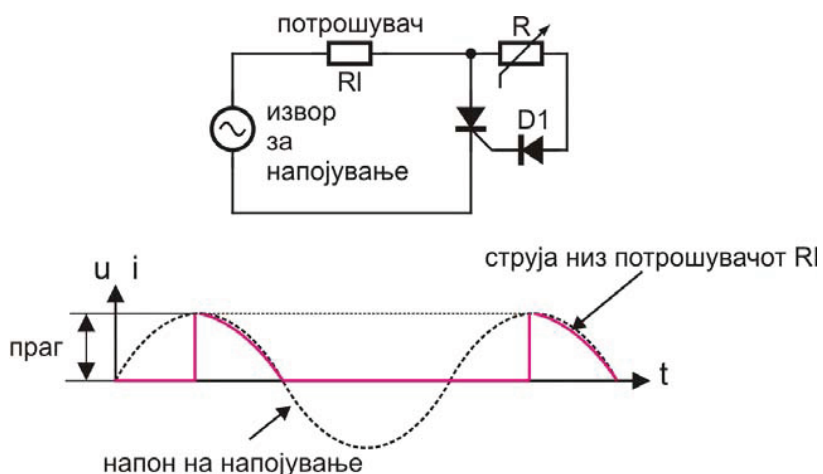 потрошувач
R
Rl
извор
за
напојување
D1
u i
струја низ потрошувачот Rl
праг
t
напон на напојување